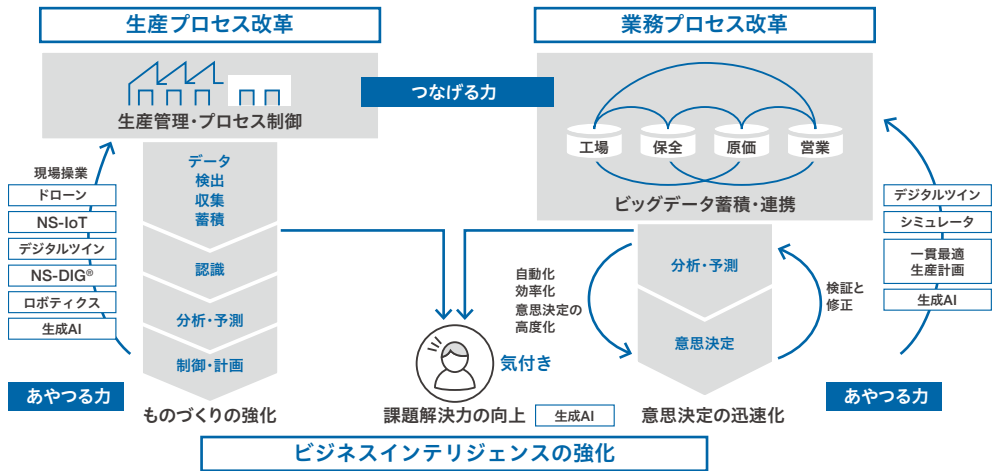 生産プロセス改革
業務プロセス改革
つなげる力
生産管理・プロセス制御
工場
保全
原価
営業
ビッグデータ蓄積・連携
現場操業
ドローン
NS-IoT
デジタルツイン
NS-DIG®
ロボティクス
生成AI
あやつる力
データ
検出
収集
蓄積
認識
分析・予測
制御・計画
ものづくりの強化
気付き
課題解決力の向上
生成AI
自動化
効率化
意思決定の
高度化
分析・予測
意思決定
検証と
修正
意思決定の迅速化
デジタルツイン
シミュレータ
一貫最適
生産計画
生成AI
あやつる力
ビジネスインテリジェンスの強化